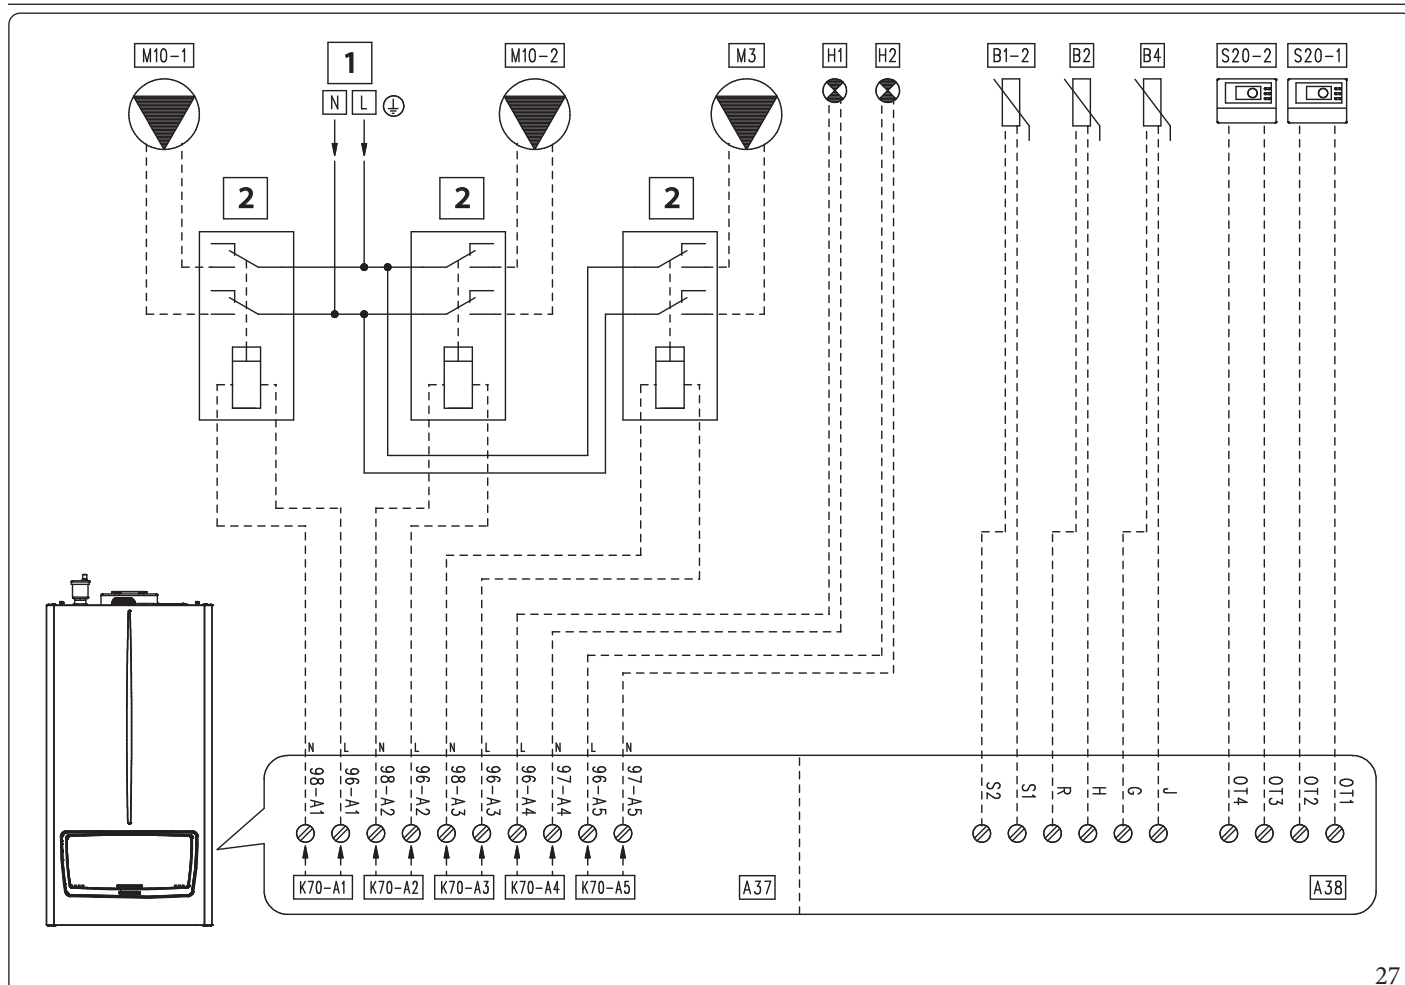 M10-1
1
M10-2
M3
H1
H2
B1-2
B2
B4
S20-2
S20-1
N
L
2
2
2
N
L
N
L
N
L
L
N
L
N
98-A1
96-A1
98-A2
96-A2
98-A3
96-A3
96-A4
97-A4
96-A5
97-A5
S2
S1
R
H
G
J
OT4
OT3
OT2
OT1
K70-A1
K70-A2
K70-A3
K70-A4
K70-A5
A37
A38
27